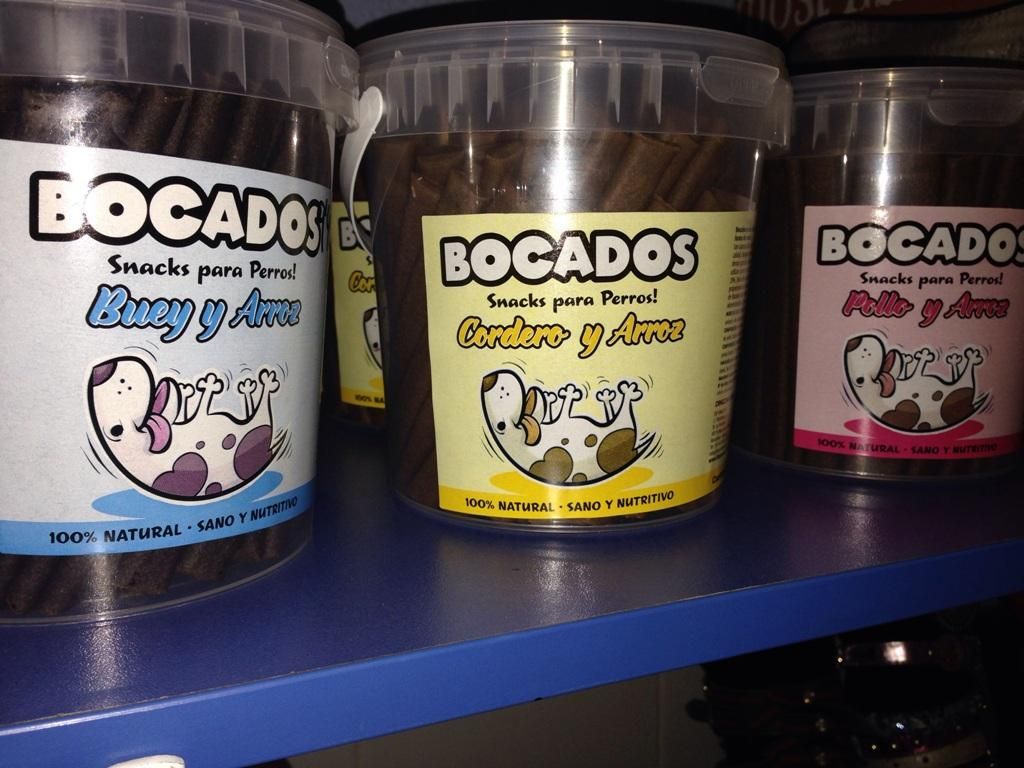 BOCADOS
Snacks para Perros!
Buey y Arroz
100% NATURAL · SANO Y NUTRITIVO
BOCADOS
Snacks para Perros!
Cordero y Arroz
100% NATURAL · SANO Y NUTRITIVO
BOCADOS
Snacks para Perros!
Pollo y Arroz
100% NATURAL · SANO Y NUTRITIVO